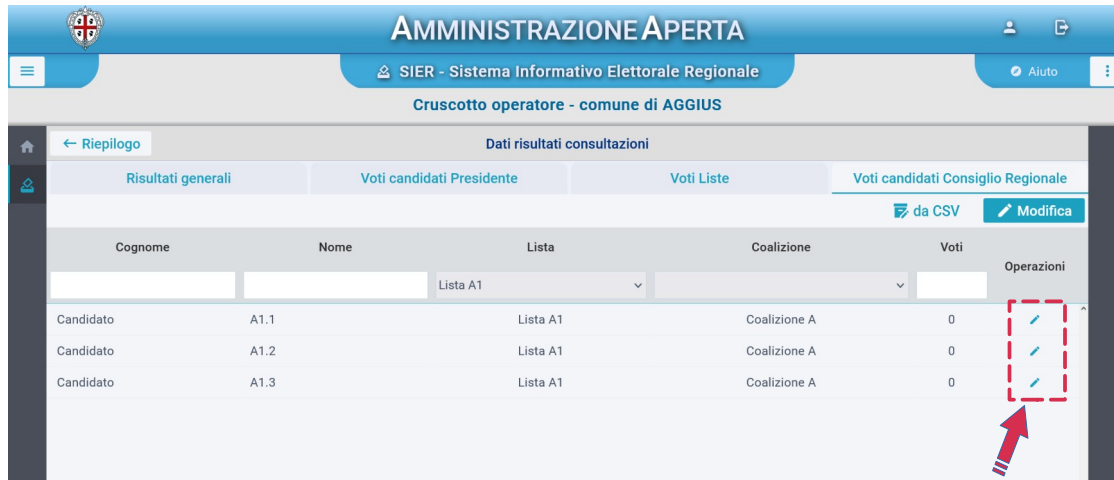 AMMINISTRAZIONE APERTA
SIER - Sistema Informativo Elettorale Regionale
Aiuto
Cruscotto operatore - comune di AGGIUS
← Riepilogo
Dati risultati consultazioni
Risultati generali Voti candidati Presidente Voti Liste Voti candidati Consiglio Regionale
da CSV Modifica
Cognome Nome Lista Coalizione Voti Operazioni
Lista A1
Candidato A1.1 Lista A1 Coalizione A 0
Candidato A1.2 Lista A1 Coalizione A 0
Candidato A1.3 Lista A1 Coalizione A 0